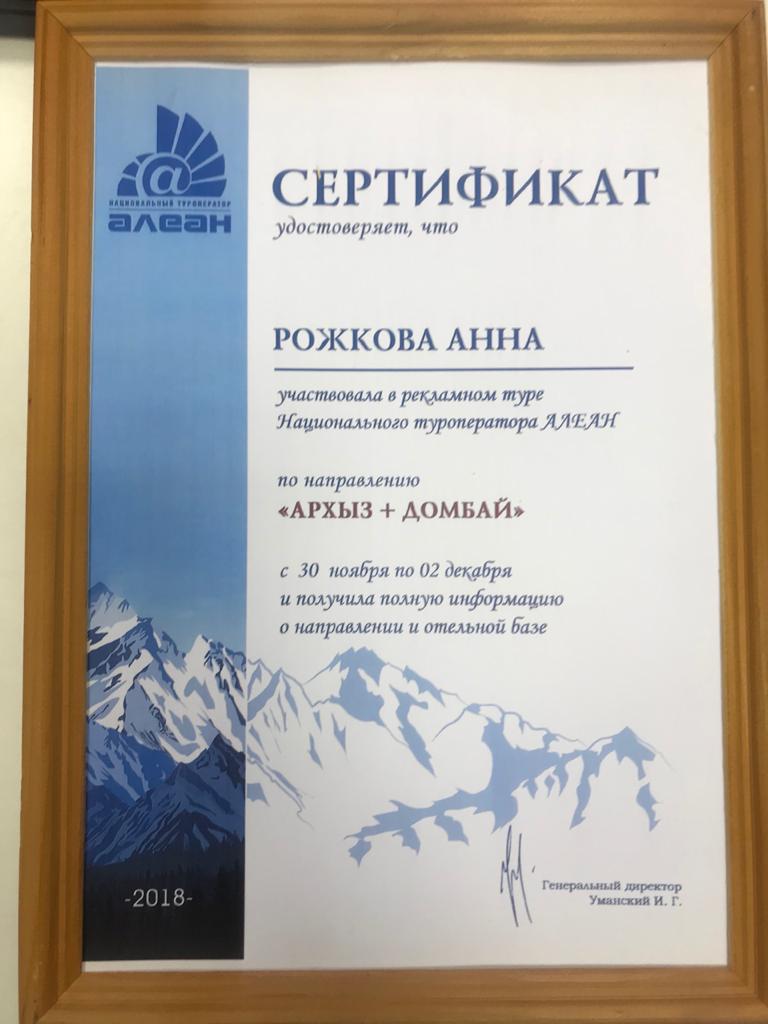 НАЦИОНАЛЬНЫЙ ТУРОПЕРАТОР
алеан
СЕРТИФИКАТ
удостоверяет, что
РОЖКОВА АННА
участвовала в рекламном туре
Национального туроператора АЛЕАН
по направлению
«АРХЫЗ + ДОМБАЙ»
с 30 ноября по 02 декабря
и получила полную информацию
о направлении и отельной базе
Генеральный директор
Уманский И. Г.
-2018-